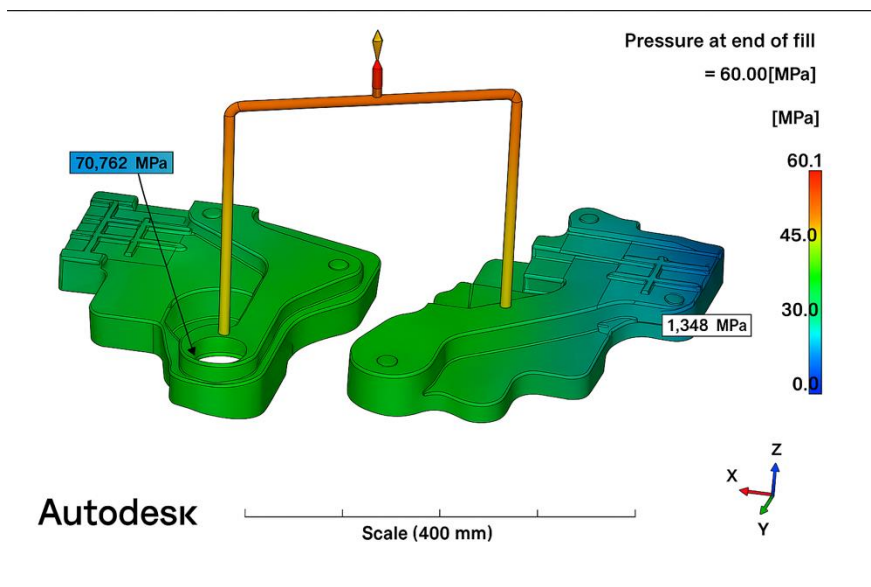 Pressure at end of fill
= 60.00[MPa]
[MPa]
60.1
45.0
30.0
0.0
70,762 MPa
1,348 MPa
Z
X
Y
Autodesk
Scale (400 mm)